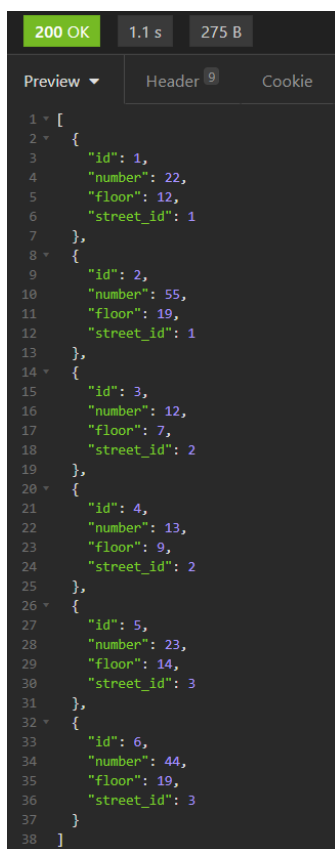 200 OK 1.1 s 275 B
Preview Header 9 Cookie
1 [
2 {
3 "id": 1,
4 "number": 22,
5 "floor": 12,
6 "street_id": 1
7 },
8 {
9 "id": 2,
10 "number": 55,
11 "floor": 19,
12 "street_id": 1
13 },
14 {
15 "id": 3,
16 "number": 12,
17 "floor": 7,
18 "street_id": 2
19 },
20 {
21 "id": 4,
22 "number": 13,
23 "floor": 9,
24 "street_id": 2
25 },
26 {
27 "id": 5,
28 "number": 23,
29 "floor": 14,
30 "street_id": 3
31 },
32 {
33 "id": 6,
34 "number": 44,
35 "floor": 19,
36 "street_id": 3
37 }
38 ]